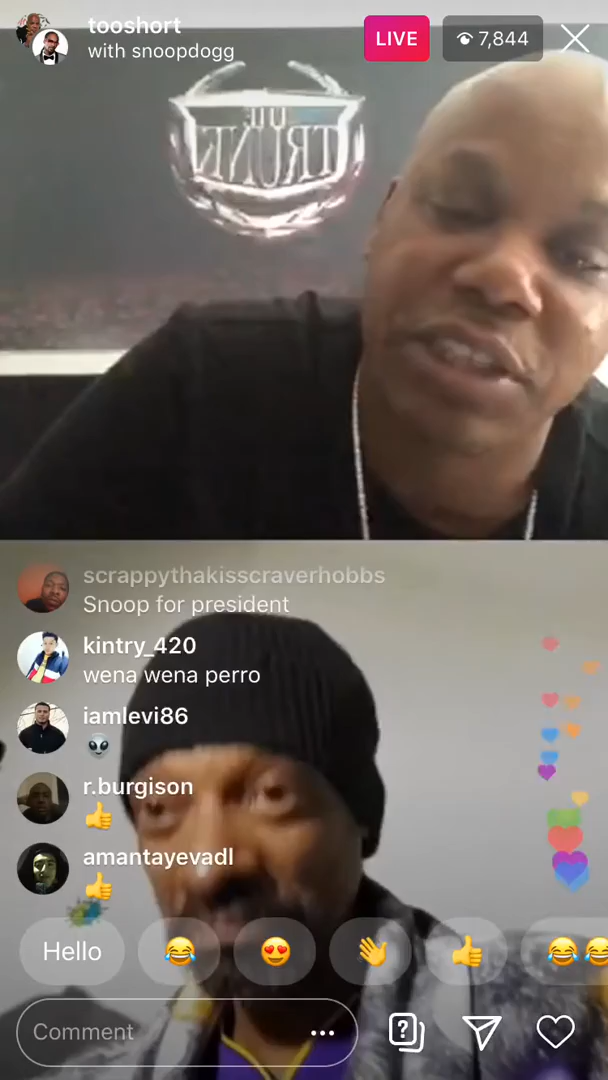 tooshort
with snoopdogg
LIVE
7,844
scrappythakisscraverhobbs
Snoop for president
kintry_420
wena wena perro
iamlevi86
r.burgison
amantayevadl
Hello
Comment